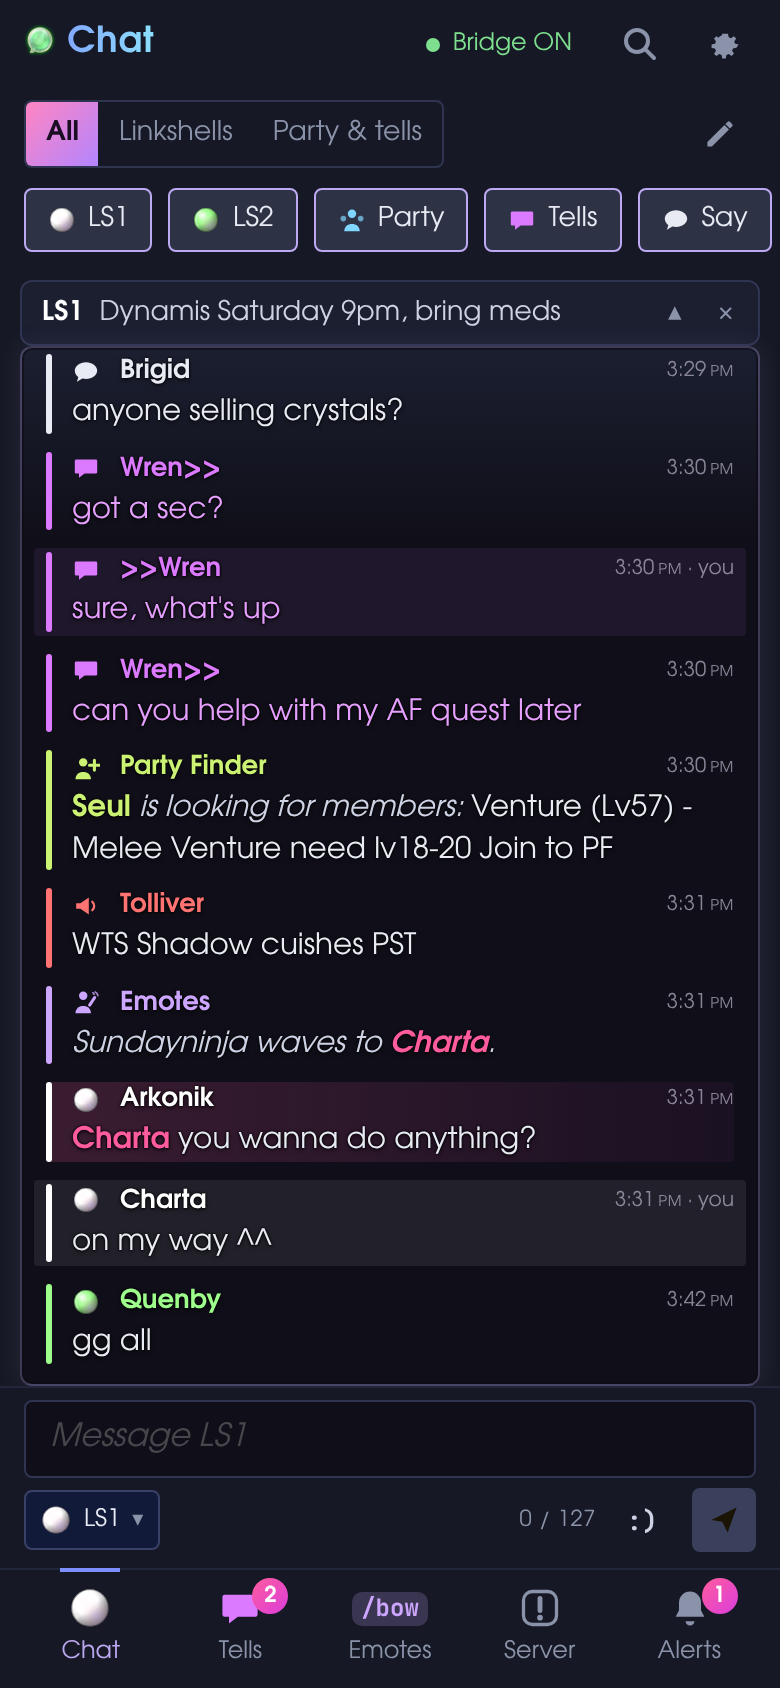 Chat
Bridge ON
All Linkshells Party & tells
LS1 LS2 Party Tells Say
LS1 Dynamis Saturday 9pm, bring meds ▲ ×
Brigid 3:29 PM
anyone selling crystals?
Wren>> 3:30 PM
got a sec?
>>Wren 3:30 PM · you
sure, what's up
Wren>> 3:30 PM
can you help with my AF quest later
Party Finder 3:30 PM
Seul is looking for members: Venture (Lv57) -
Melee Venture need lv18-20 Join to PF
Tolliver 3:31 PM
WTS Shadow cuishes PST
Emotes 3:31 PM
Sundayninja waves to Charta.
Arkonik 3:31 PM
Charta you wanna do anything?
Charta 3:31 PM · you
on my way ^^
Quenby 3:42 PM
gg all
Message LS1
LS1 ▾ 0 / 127 :)
2 /bow 1
Chat Tells Emotes Server Alerts